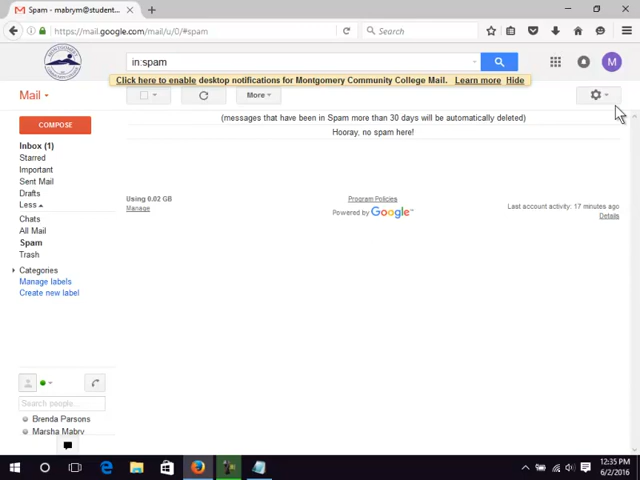 Spam - mabrym@student...
https://mail.google.com/mail/u/0/#spam
Search
in:spam
Click here to enable desktop notifications for Montgomery Community College Mail. Learn more Hide
M
Mail
More
COMPOSE
(messages that have been in Spam more than 30 days will be automatically deleted)
Hooray, no spam here!
Inbox (1)
Starred
Important
Sent Mail
Drafts
Less
Chats
All Mail
Spam
Trash
Categories
Manage labels
Create new label
Using 0.02 GB
Manage
Program Policies
Powered by Google™
Last account activity: 17 minutes ago
Details
Search people...
Brenda Parsons
Marsha Mabry
12:35 PM
6/2/2016